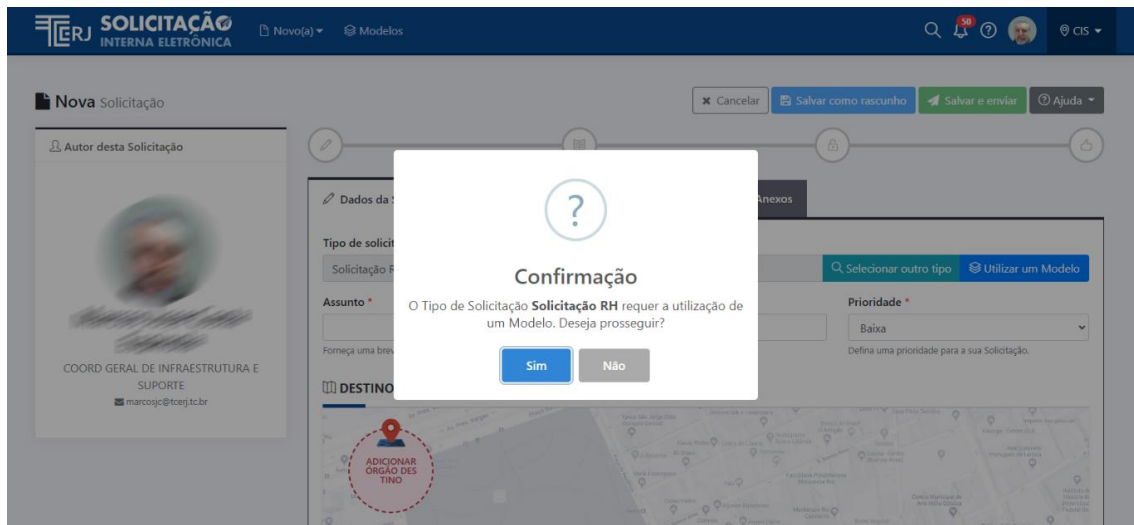 TCERJ SOLICITAÇÃO
INTERNA ELETRÔNICA
Novo(a)
Modelos
50
CIS
Nova Solicitação
Cancelar
Salvar como rascunho
Salvar e enviar
Ajuda
Autor desta Solicitação
COORD GERAL DE INFRAESTRUTURA E
SUPORTE
marcosjc@tcerj.tc.br
Dados da
Anexos
Tipo de solicit
Solicitação R
Selecionar outro tipo
Utilizar um Modelo
Assunto *
Prioridade *
Baixa
Forneça uma brev
Defina uma prioridade para a sua Solicitação.
DESTINO
ADICIONAR
ÓRGÃO DES
TINO
?
Confirmação
O Tipo de Solicitação Solicitação RH requer a utilização de
um Modelo. Deseja prosseguir?
Sim
Não